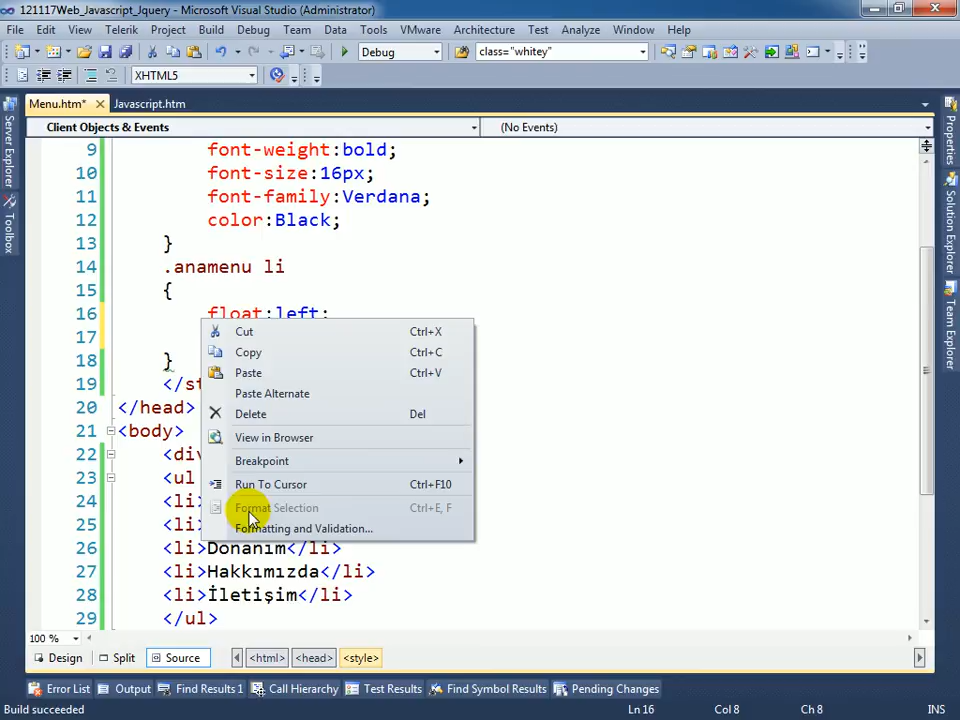 121117Web_Javascript_Jquery - Microsoft Visual Studio (Administrator)
File Edit View Telerik Project Build Debug Team Data Tools VMware Architecture Test Analyze Window Help
Debug class="whitey"
XHTML5
Menu.htm* Javascript.htm
Client Objects & Events (No Events)
9 font-weight:bold;
10 font-size:16px;
11 font-family:Verdana;
12 color:Black;
13 }
14 .anamenu li
15 {
16 float:left;
17
18 }
19 </st
20 </head>
21 <body>
22 <div
23 <ul
24 <li>
25 <li>
26 <li>Donanım</li>
27 <li>Hakkımızda</li>
28 <li>İletişim</li>
29 </ul>
Cut Ctrl+X
Copy Ctrl+C
Paste Ctrl+V
Paste Alternate
Delete Del
View in Browser
Breakpoint
Run To Cursor Ctrl+F10
Format Selection Ctrl+E, F
Formatting and Validation...
Server Explorer
Toolbox
Properties
Solution Explorer
Team Explorer
100 %
Design Split Source <html> <head> <style>
Error List Output Find Results 1 Call Hierarchy Test Results Find Symbol Results Pending Changes
Build succeeded Ln 16 Col 8 Ch 8 INS